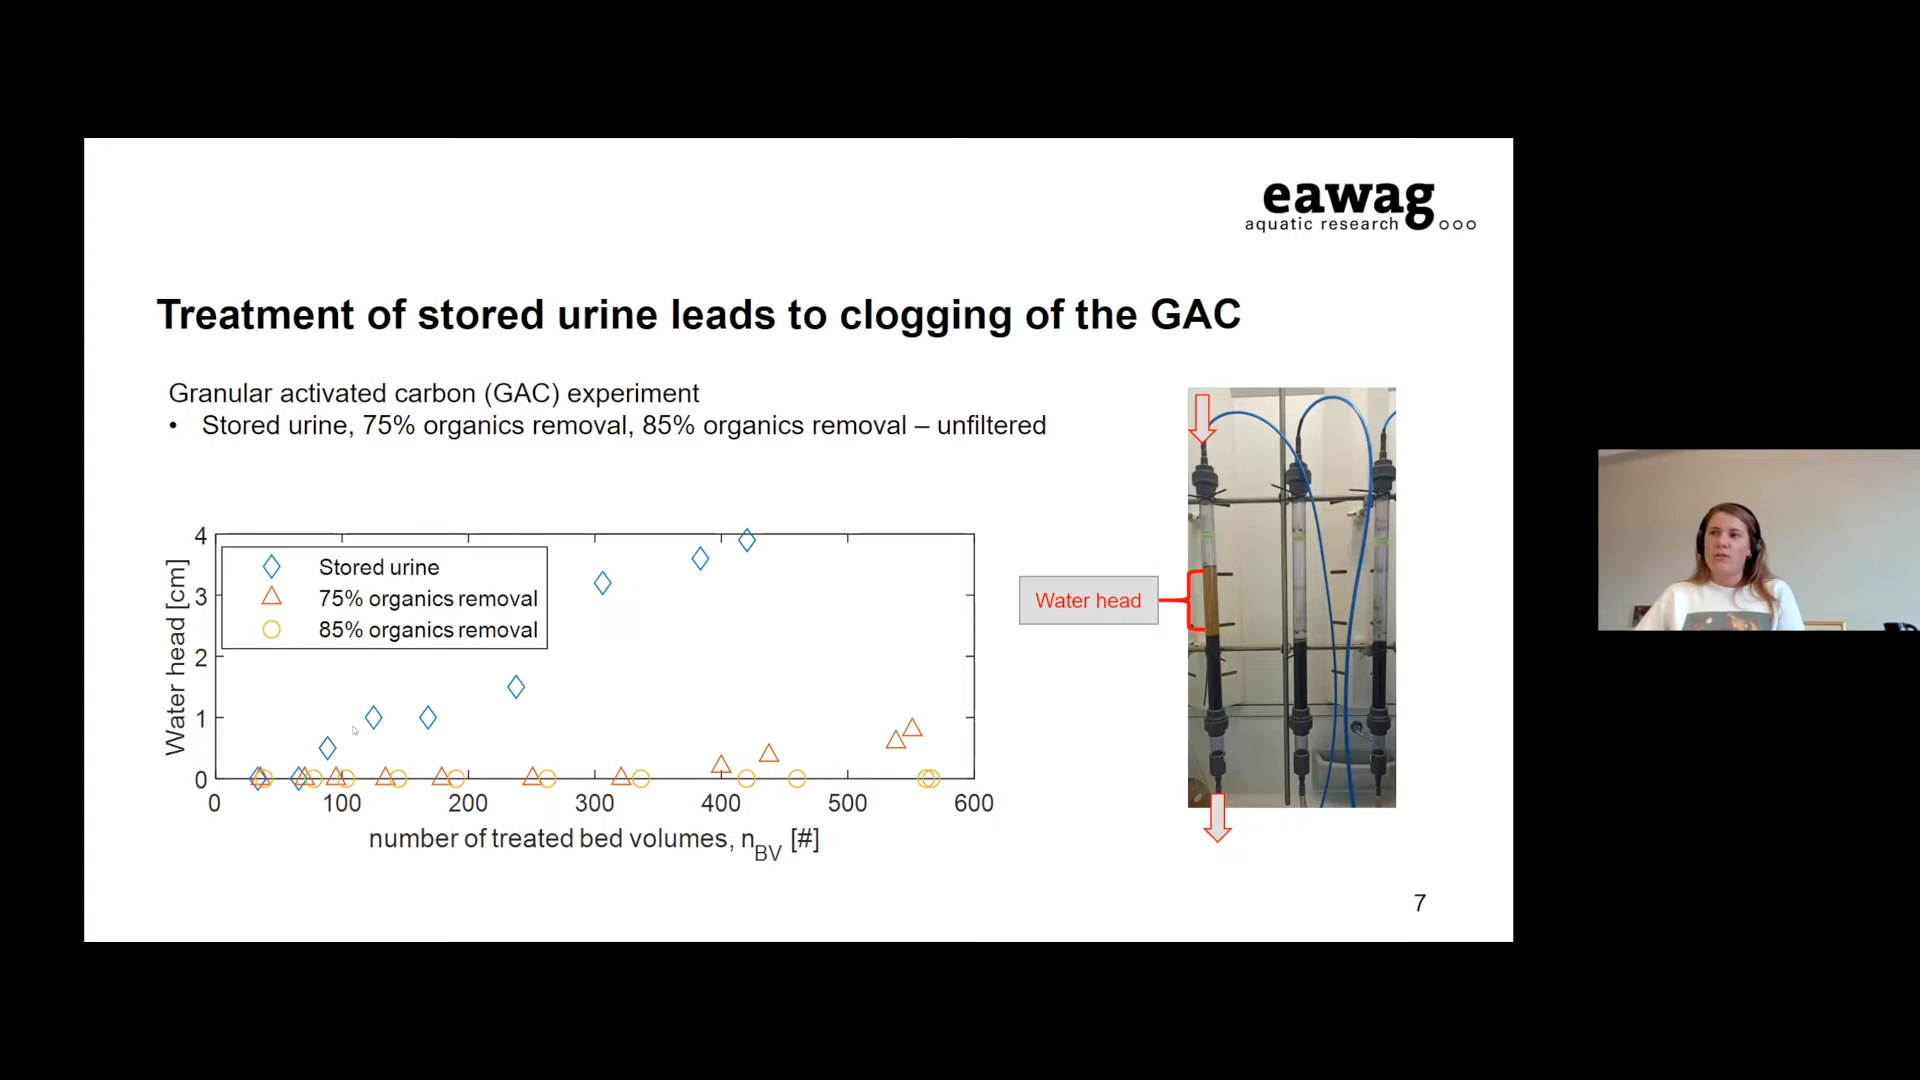 eawag
aquatic research
Treatment of stored urine leads to clogging of the GAC
Granular activated carbon (GAC) experiment
• Stored urine, 75% organics removal, 85% organics removal – unfiltered
4
3
2
1
0
Water head [cm]
Stored urine
75% organics removal
85% organics removal
0 100 200 300 400 500 600
number of treated bed volumes, nBV [#]
Water head
7